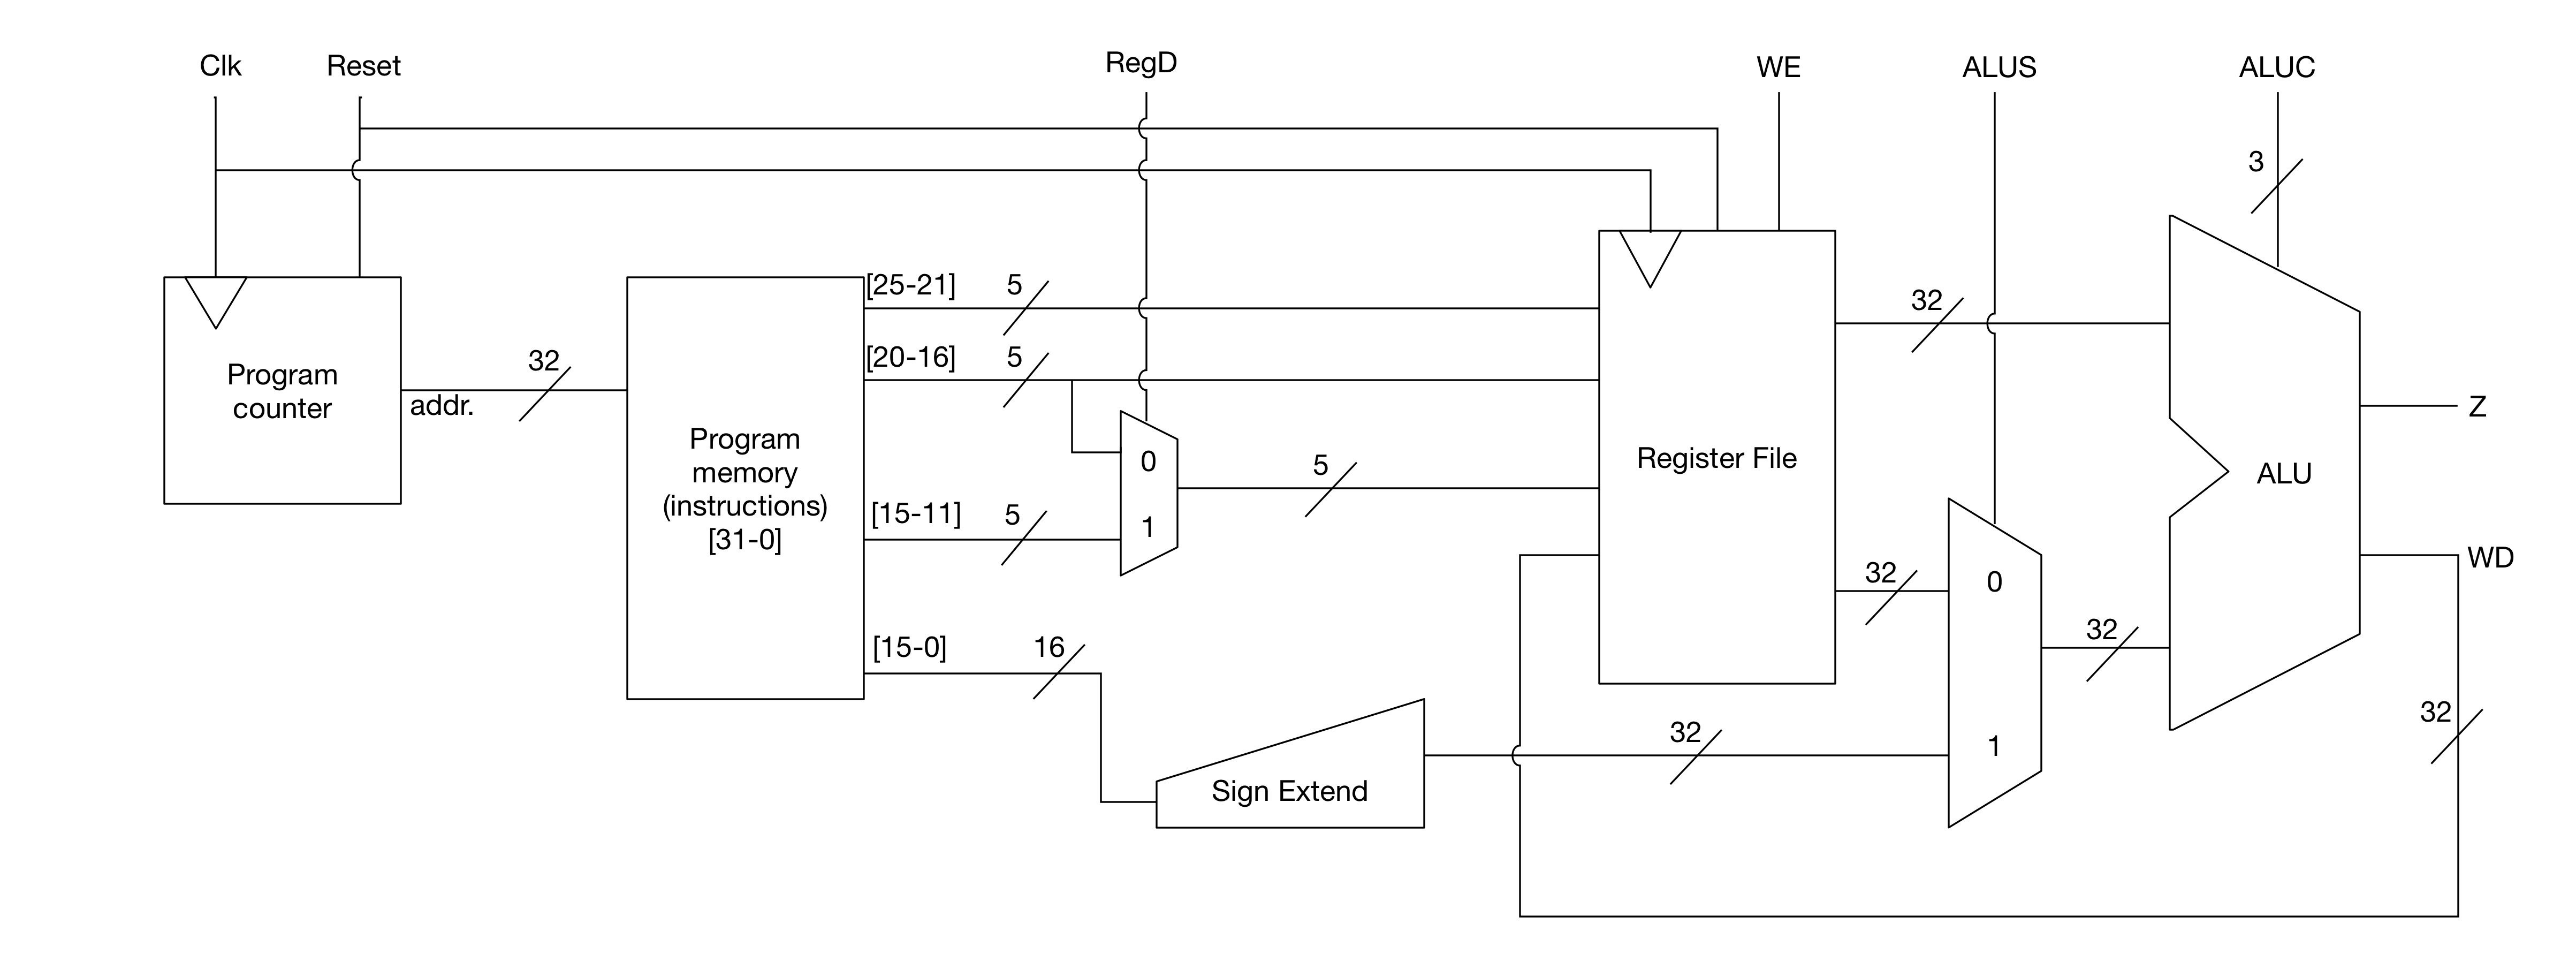 Clk
Reset
RegD
WE
ALUS
ALUC
3
[25-21]
5
32
[20-16]
5
32
addr.
Program
counter
Program
memory
(instructions)
[31-0]
0
1
5
[15-11]
5
Register File
Z
ALU
WD
32
0
1
32
[15-0]
16
32
32
Sign Extend